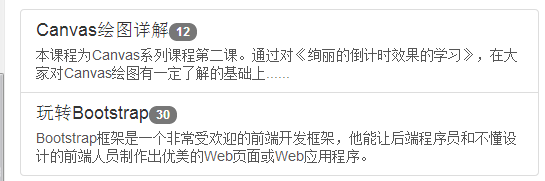 Canvas绘图详解 12
本课程为Canvas系列课程第二课。通过对《绚丽的倒计时效果的学习》，在大
家对Canvas绘图有一定了解的基础上......
玩转Bootstrap 30
Bootstrap框架是一个非常受欢迎的前端开发框架，他能让后端程序员和不懂设
计的前端人员制作出优美的Web页面或Web应用程序。